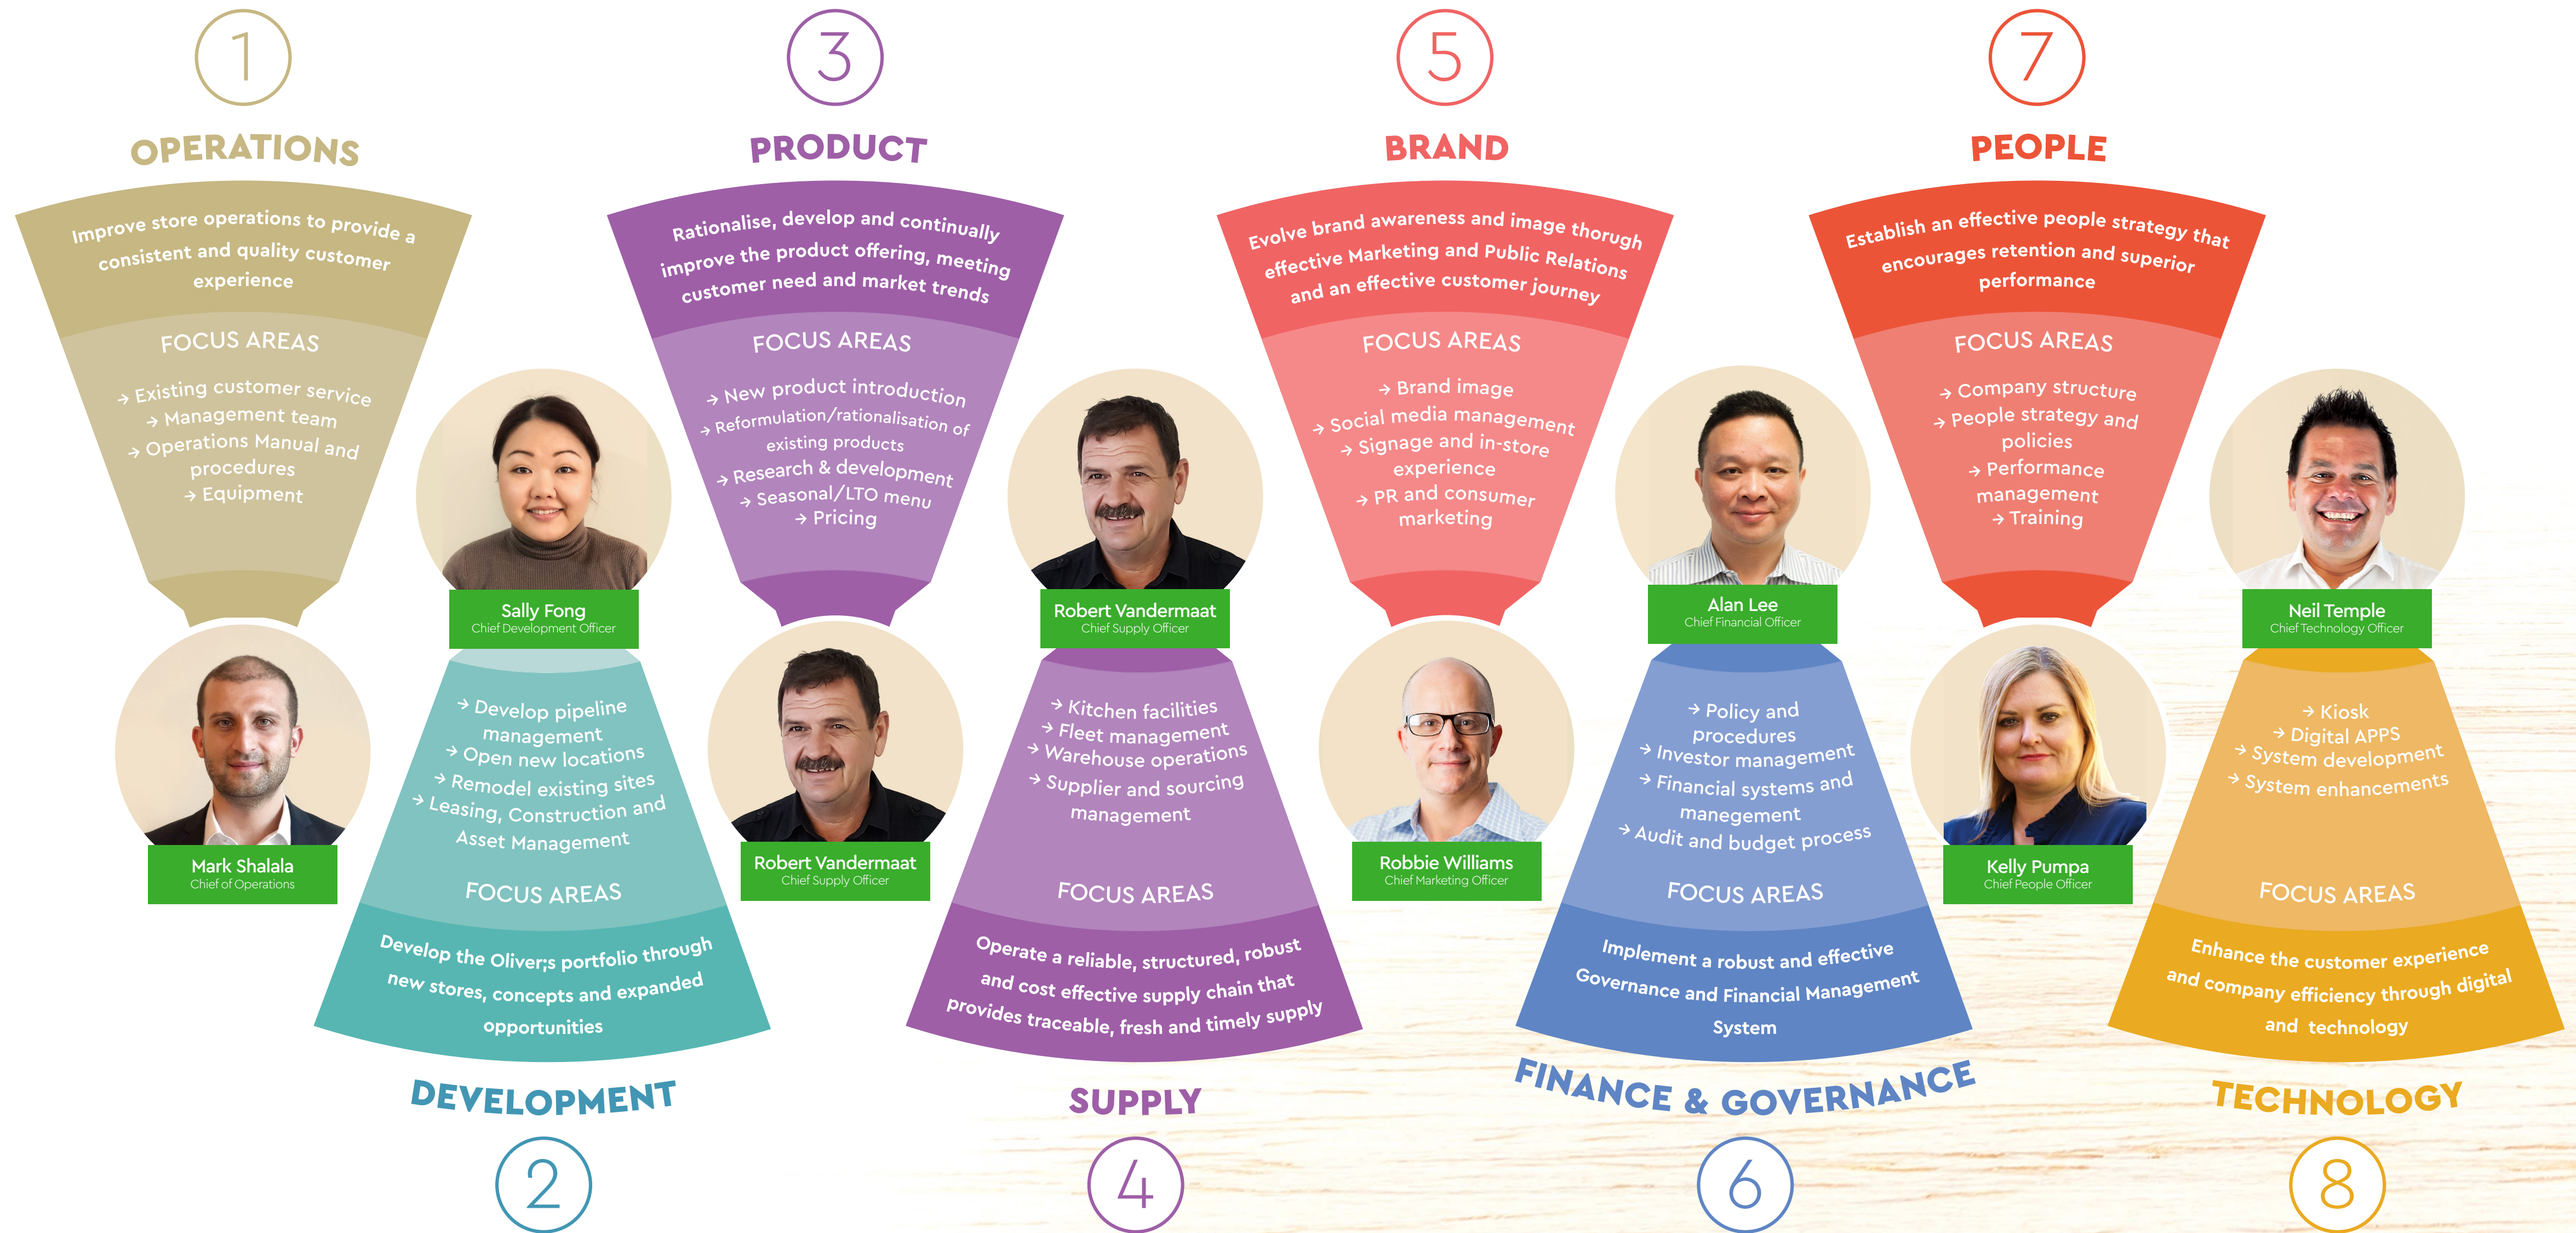 1
OPERATIONS
Improve store operations to provide a
consistent and quality customer
experience
FOCUS AREAS
→ Existing customer service
→ Management team
→ Operations Manual and
procedures
→ Equipment
Mark Shalala
Chief of Operations
Sally Fong
Chief Development Officer
→ Develop pipeline
management
→ Open new locations
→ Remodel existing sites
→ Leasing, Construction and
Asset Management
FOCUS AREAS
Develop the Oliver;s portfolio through
new stores, concepts and expanded
opportunities
DEVELOPMENT
2
3
PRODUCT
Rationalise, develop and continually
improve the product offering, meeting
customer need and market trends
FOCUS AREAS
→ New product introduction
→ Reformulation/rationalisation of
existing products
→ Research & development
→ Seasonal/LTO menu
→ Pricing
Robert Vandermaat
Chief Supply Officer
Robert Vandermaat
Chief Supply Officer
→ Kitchen facilities
→ Fleet management
→ Warehouse operations
→ Supplier and sourcing
management
FOCUS AREAS
Operate a reliable, structured, robust
and cost effective supply chain that
provides traceable, fresh and timely supply
SUPPLY
4
5
BRAND
Evolve brand awareness and image thorugh
effective Marketing and Public Relations
and an effective customer journey
FOCUS AREAS
→ Brand image
→ Social media management
→ Signage and in-store
experience
→ PR and consumer
marketing
Robbie Williams
Chief Marketing Officer
Alan Lee
Chief Financial Officer
→ Policy and
procedures
→ Investor management
→ Financial systems and
manegement
→ Audit and budget process
FOCUS AREAS
Implement a robust and effective
Governance and Financial Management
System
FINANCE & GOVERNANCE
6
7
PEOPLE
Establish an effective people strategy that
encourages retention and superior
performance
FOCUS AREAS
→ Company structure
→ People strategy and
policies
→ Performance
management
→ Training
Kelly Pumpa
Chief People Officer
Neil Temple
Chief Technology Officer
→ Kiosk
→ Digital APPS
→ System development
→ System enhancements
FOCUS AREAS
Enhance the customer experience
and company efficiency through digital
and technology
TECHNOLOGY
8